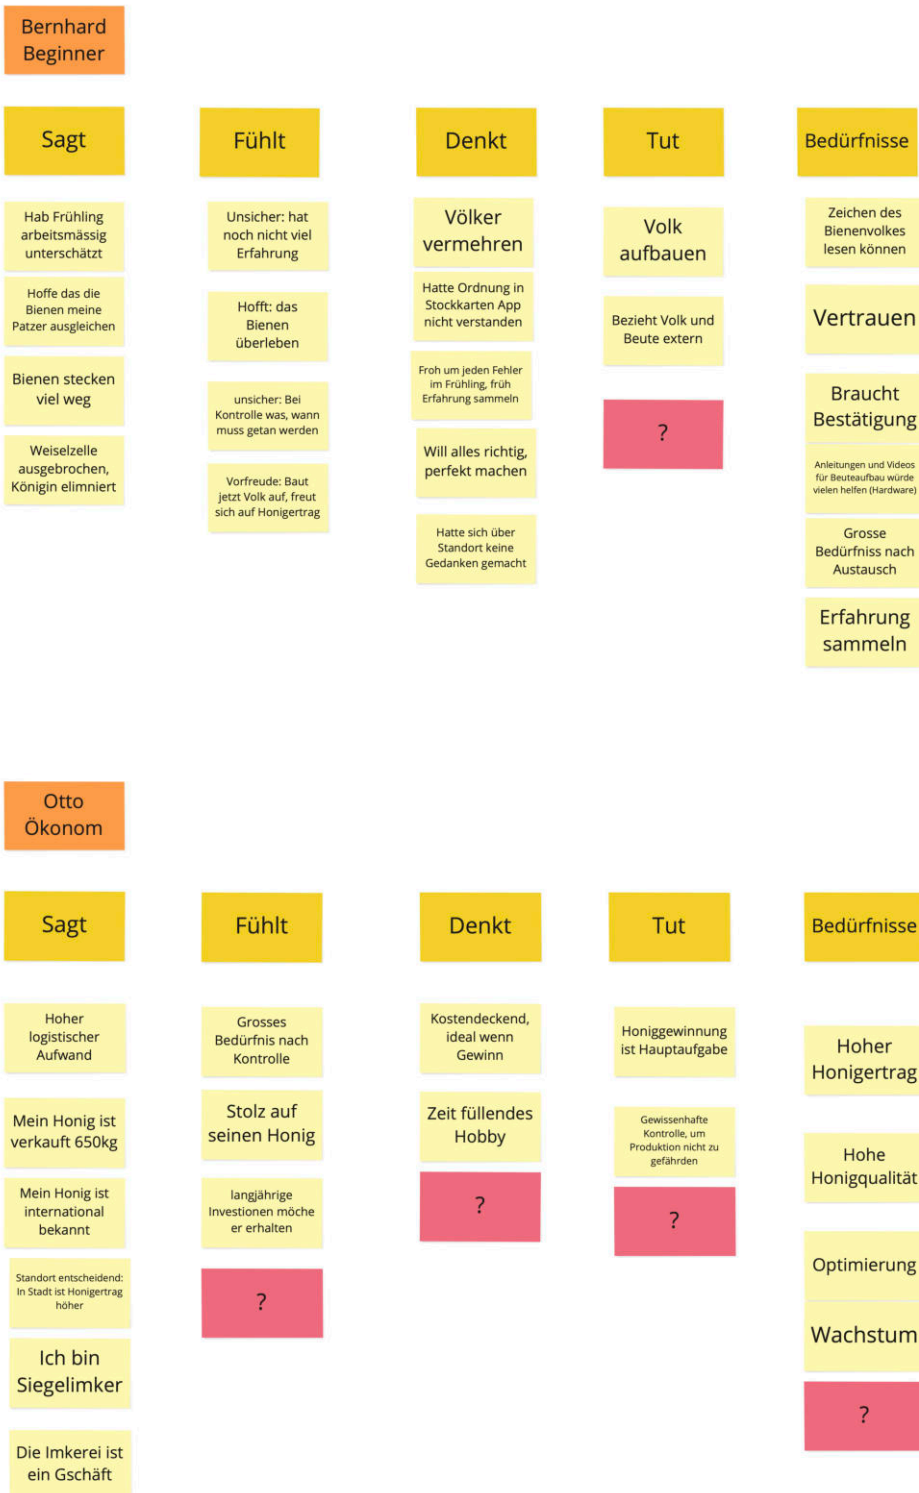 Bernhard
Beginner
Sagt
Hab Frühling
arbeitsmässig
unterschätzt
Hoffe das die
Bienen meine
Patzer ausgleichen
Bienen stecken
viel weg
Weiselzelle
ausgebrochen,
Königin elimniert
Fühlt
Unsicher: hat
noch nicht viel
Erfahrung
Hofft: das
Bienen
überleben
unsicher: Bei
Kontrolle was, wann
muss getan werden
Vorfreude: Baut
jetzt Volk auf, freut
sich auf Honigertrag
Denkt
Völker
vermehren
Hatte Ordnung in
Stockkarten App
nicht verstanden
Froh um jeden Fehler
im Frühling, früh
Erfahrung sammeln
Will alles richtig,
perfekt machen
Hatte sich über
Standort keine
Gedanken gemacht
Tut
Volk
aufbauen
Bezieht Volk und
Beute extern
?
Bedürfnisse
Zeichen des
Bienenvolkes
lesen können
Vertrauen
Braucht
Bestätigung
Anleitungen und Videos
für Beuteaufbau würde
vielen helfen (Hardware)
Grosse
Bedürfniss nach
Austausch
Erfahrung
sammeln
Otto
Ökonom
Sagt
Hoher
logistischer
Aufwand
Mein Honig ist
verkauft 650kg
Mein Honig ist
international
bekannt
Standort entscheidend:
In Stadt ist Honigertrag
höher
Ich bin
Siegelimker
Die Imkerei ist
ein Gschäft
Fühlt
Grosses
Bedürfnis nach
Kontrolle
Stolz auf
seinen Honig
langjährige
Investionen möche
er erhalten
?
Denkt
Kostendeckend,
ideal wenn
Gewinn
Zeit füllendes
Hobby
?
Tut
Honiggewinnung
ist Hauptaufgabe
Gewissenhafte
Kontrolle, um
Produktion nicht zu
gefährden
?
Bedürfnisse
Hoher
Honigertrag
Hohe
Honigqualität
Optimierung
Wachstum
?